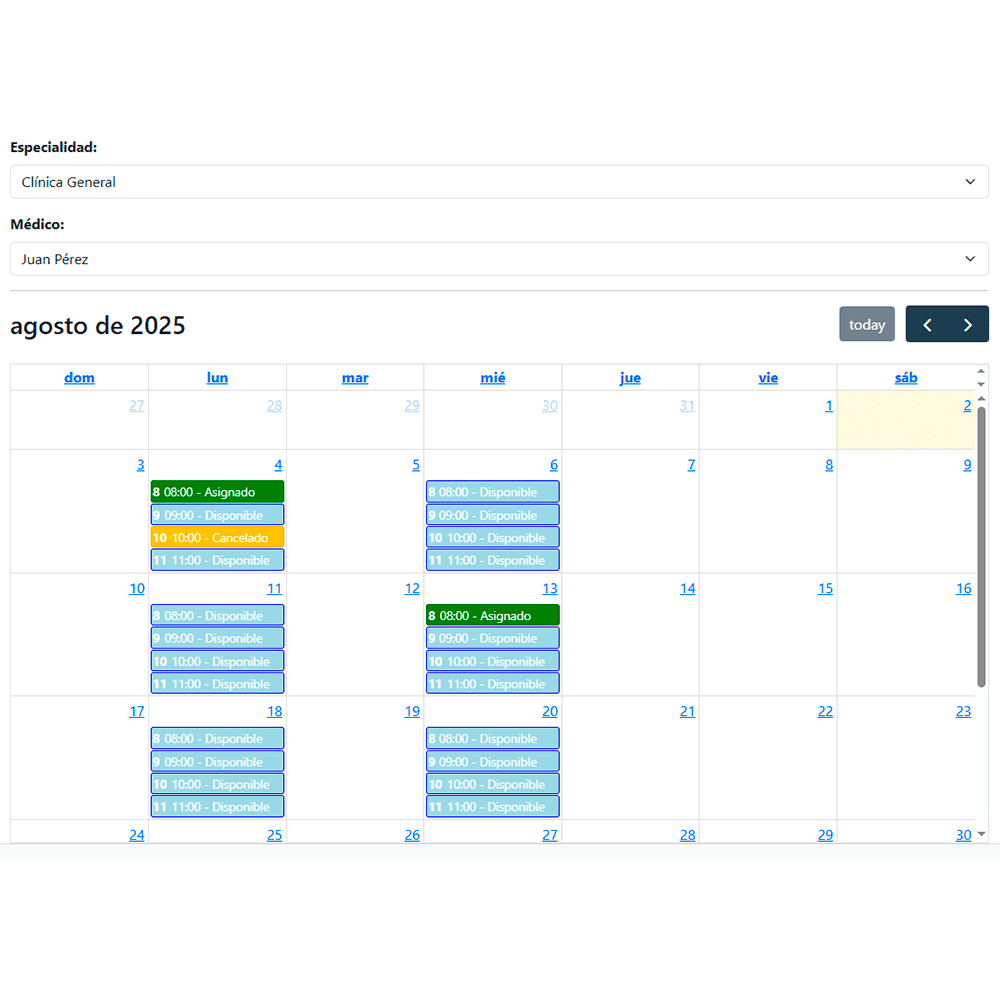 Especialidad:
Clínica General
Médico:
Juan Pérez
agosto de 2025
today
dom lun mar mié jue vie sáb
27 28 29 30 31 1 2
3 4 5 6 7 8 9
8 08:00 - Asignado 8 08:00 - Disponible
9 09:00 - Disponible 9 09:00 - Disponible
10 10:00 - Cancelado 10 10:00 - Disponible
11 11:00 - Disponible 11 11:00 - Disponible
10 11 12 13 14 15 16
8 08:00 - Disponible 8 08:00 - Asignado
9 09:00 - Disponible 9 09:00 - Disponible
10 10:00 - Disponible 10 10:00 - Disponible
11 11:00 - Disponible 11 11:00 - Disponible
17 18 19 20 21 22 23
8 08:00 - Disponible 8 08:00 - Disponible
9 09:00 - Disponible 9 09:00 - Disponible
10 10:00 - Disponible 10 10:00 - Disponible
11 11:00 - Disponible 11 11:00 - Disponible
24 25 26 27 28 29 30